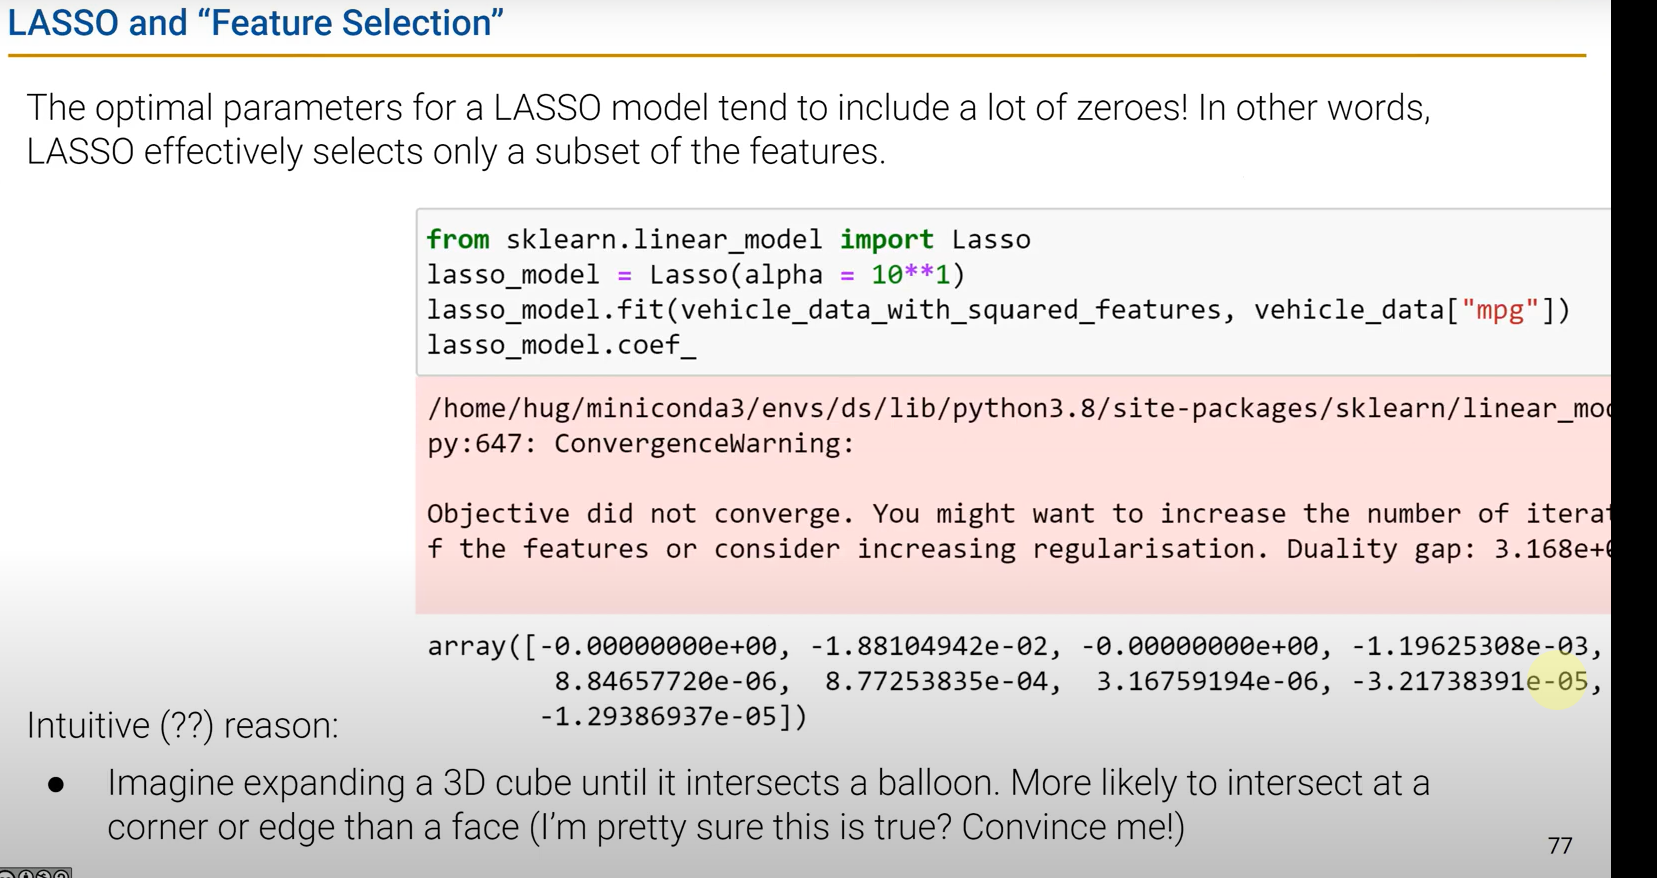 LASSO and “Feature Selection”
The optimal parameters for a LASSO model tend to include a lot of zeroes! In other words,
LASSO effectively selects only a subset of the features.
from sklearn.linear_model import Lasso
lasso_model = Lasso(alpha = 10**1)
lasso_model.fit(vehicle_data_with_squared_features, vehicle_data["mpg"])
lasso_model.coef_
/home/hug/miniconda3/envs/ds/lib/python3.8/site-packages/sklearn/linear_mod
py:647: ConvergenceWarning:
Objective did not converge. You might want to increase the number of iterat
f the features or consider increasing regularisation. Duality gap: 3.168e+0
array([-0.00000000e+00, -1.88104942e-02, -0.00000000e+00, -1.19625308e-03,
8.84657720e-06, 8.77253835e-04, 3.16759194e-06, -3.21738391e-05,
-1.29386937e-05])
Intuitive (??) reason:
● Imagine expanding a 3D cube until it intersects a balloon. More likely to intersect at a
corner or edge than a face (I’m pretty sure this is true? Convince me!)
77